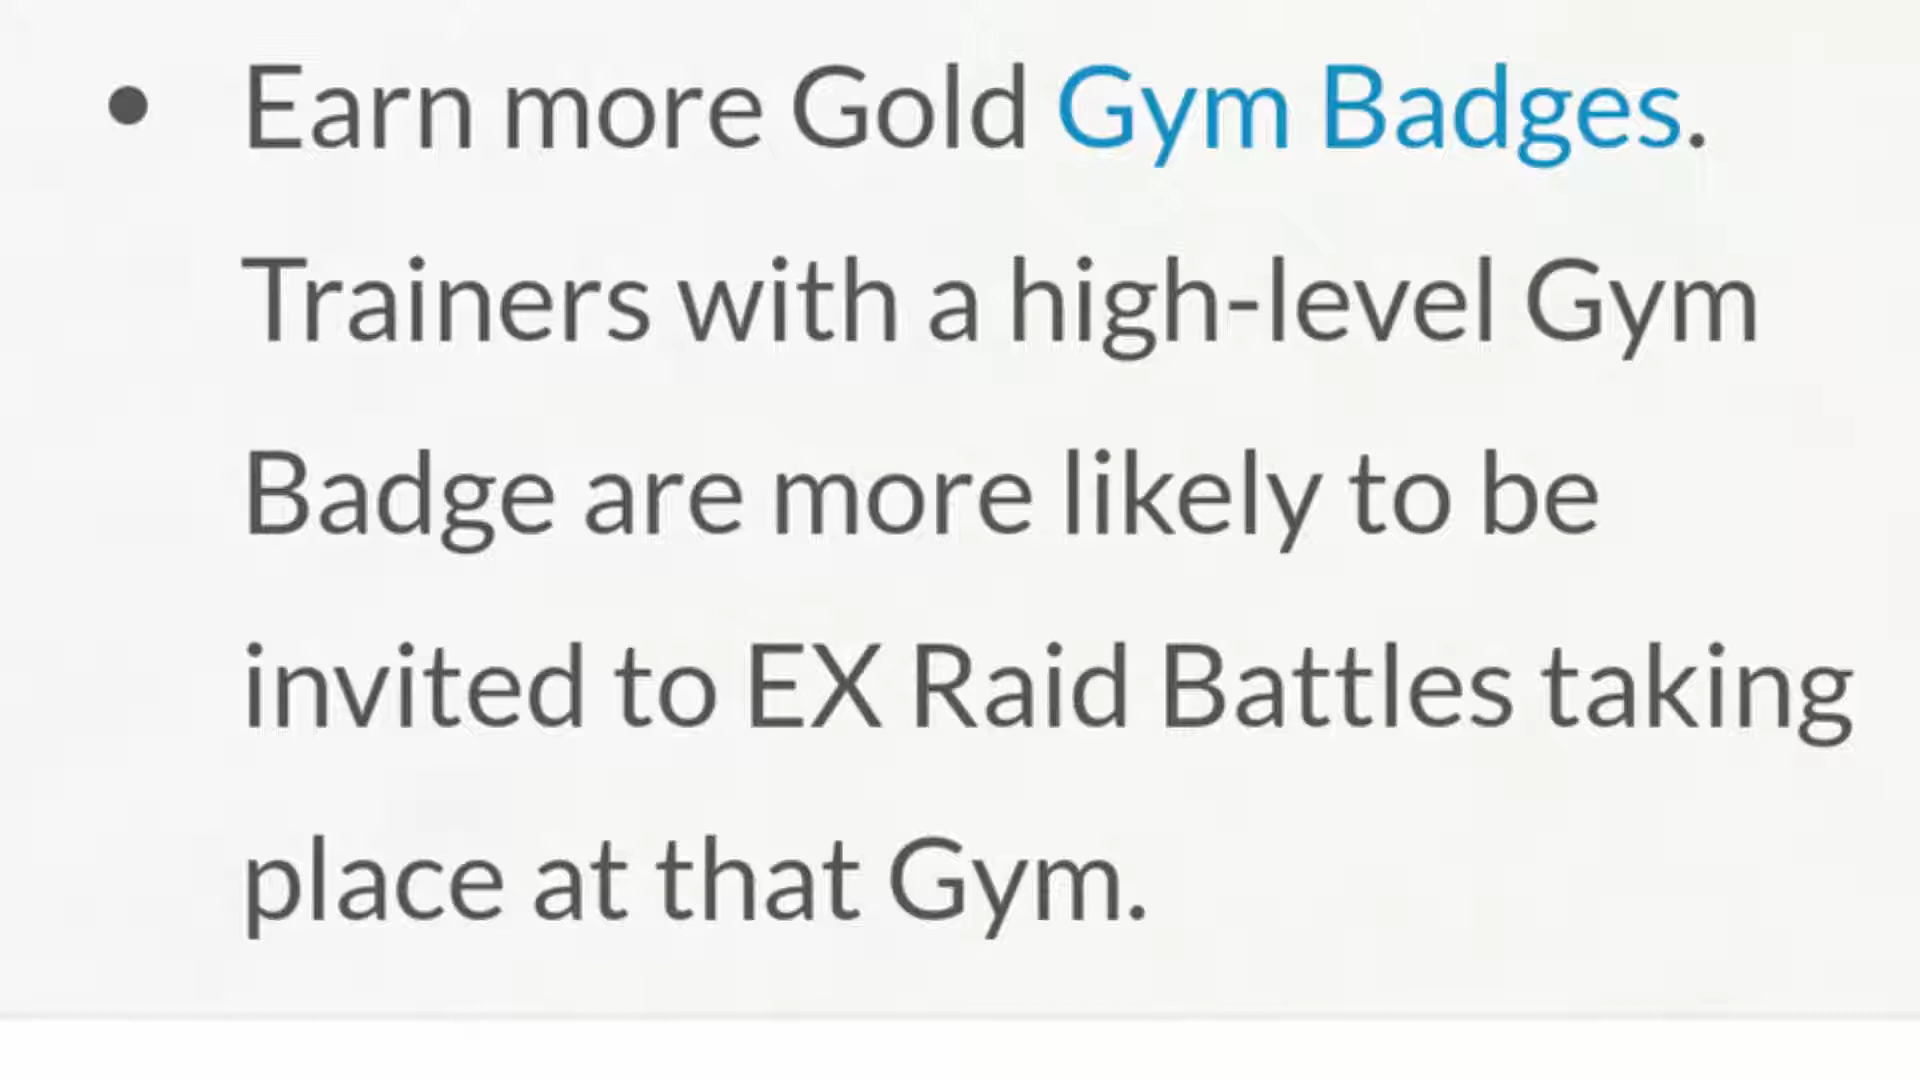 • Earn more Gold Gym Badges.
Trainers with a high-level Gym
Badge are more likely to be
invited to EX Raid Battles taking
place at that Gym.